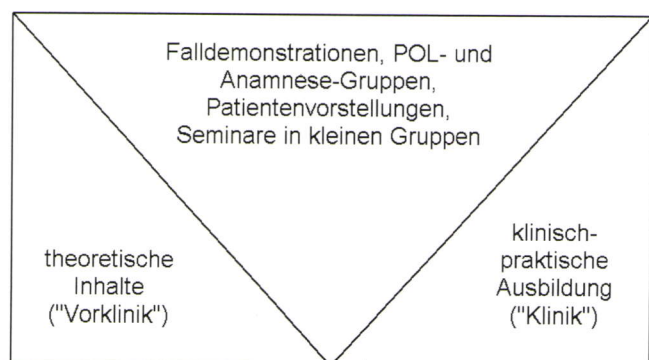 Falldemonstrationen, POL- und
Anamnese-Gruppen,
Patientenvorstellungen,
Seminare in kleinen Gruppen
theoretische
Inhalte
("Vorklinik")
klinisch-
praktische
Ausbildung
("Klinik")